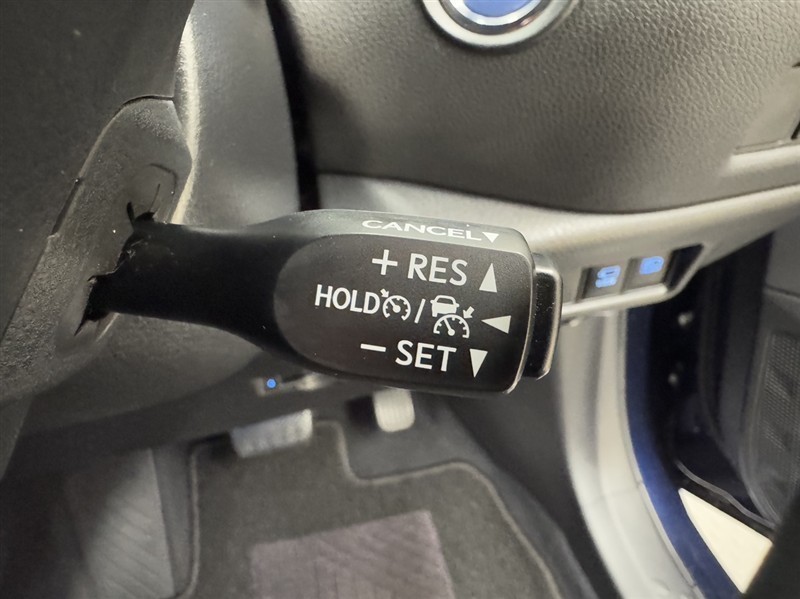 CANCEL▼
+ RES ▲
HOLD / ◀
− SET ▼